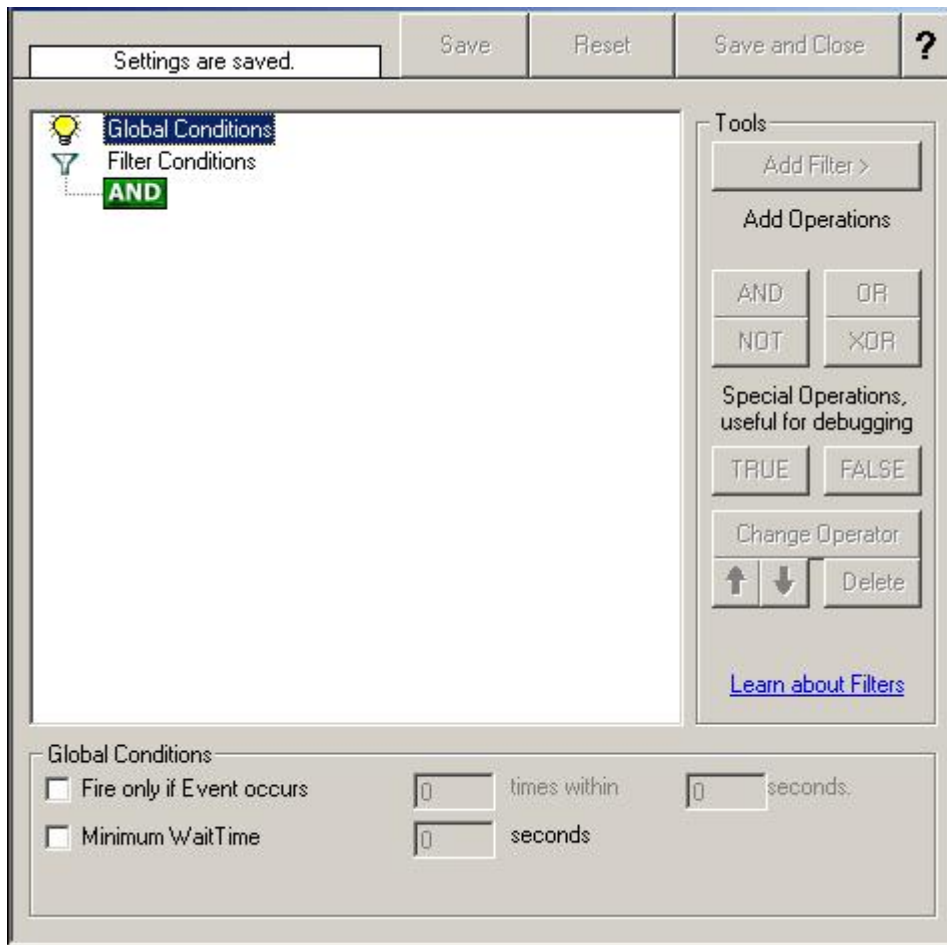 Settings are saved.
Save
Reset
Save and Close
?
Global Conditions
Filter Conditions
AND
Tools
Add Filter >
Add Operations
AND
OR
NOT
XOR
Special Operations,
useful for debugging
TRUE
FALSE
Change Operator
Delete
Learn about Filters
Global Conditions
Fire only if Event occurs
0
times within
0
seconds.
Minimum WaitTime
0
seconds